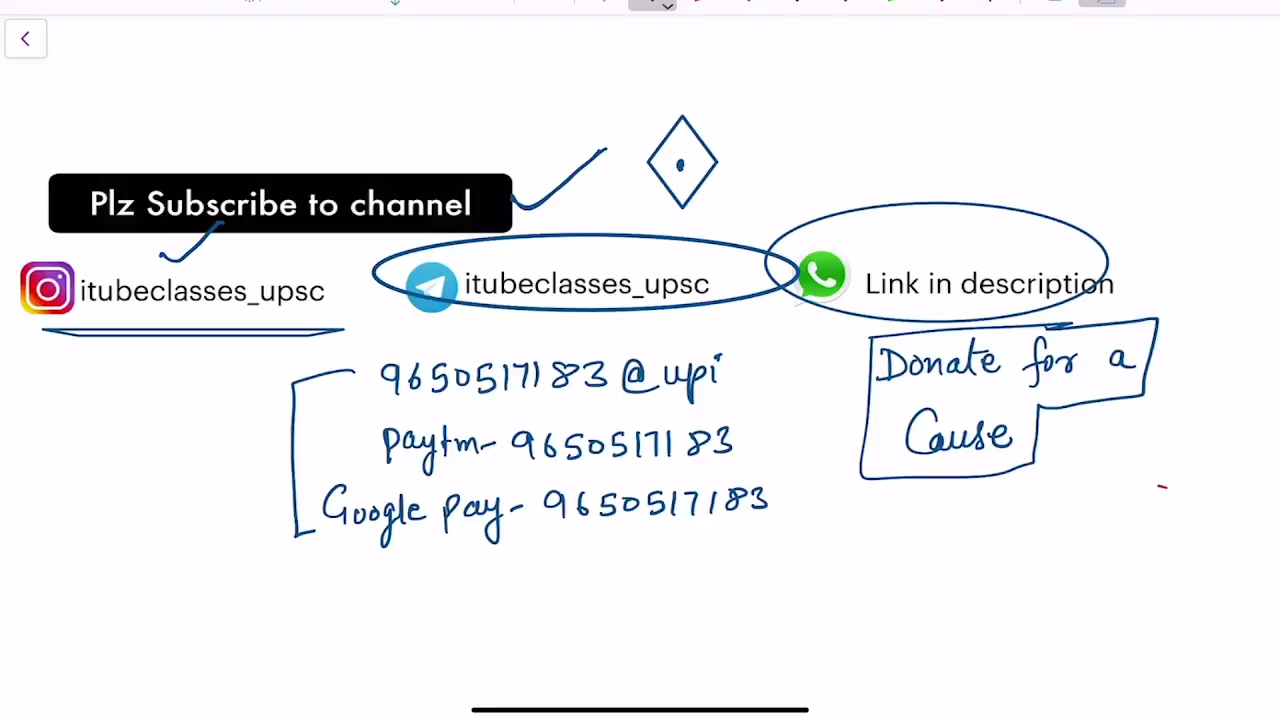 Plz Subscribe to channel
itubeclasses_upsc
itubeclasses_upsc
Link in description
9650517183@upi
Donate for a
Cause
paytm- 9650517183
Google pay- 9650517183